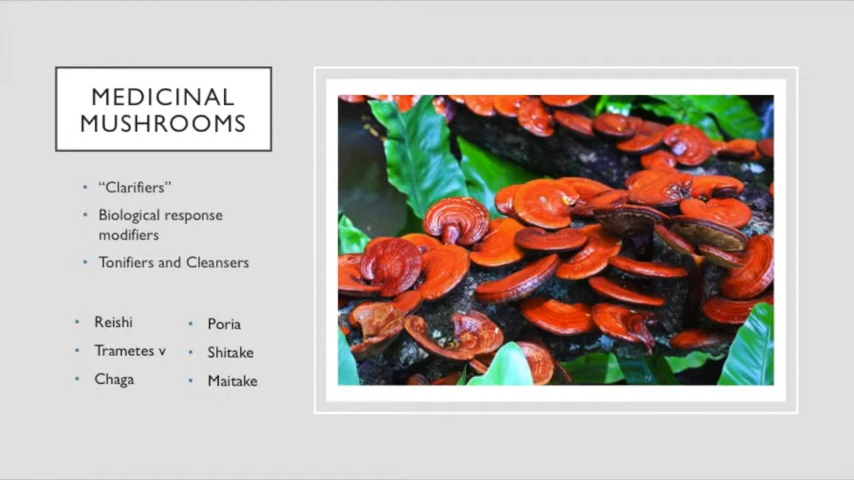 MEDICINAL
MUSHROOMS
• “Clarifiers”
• Biological response
modifiers
• Tonifiers and Cleansers
• Reishi
• Trametes v
• Chaga
• Poria
• Shitake
• Maitake